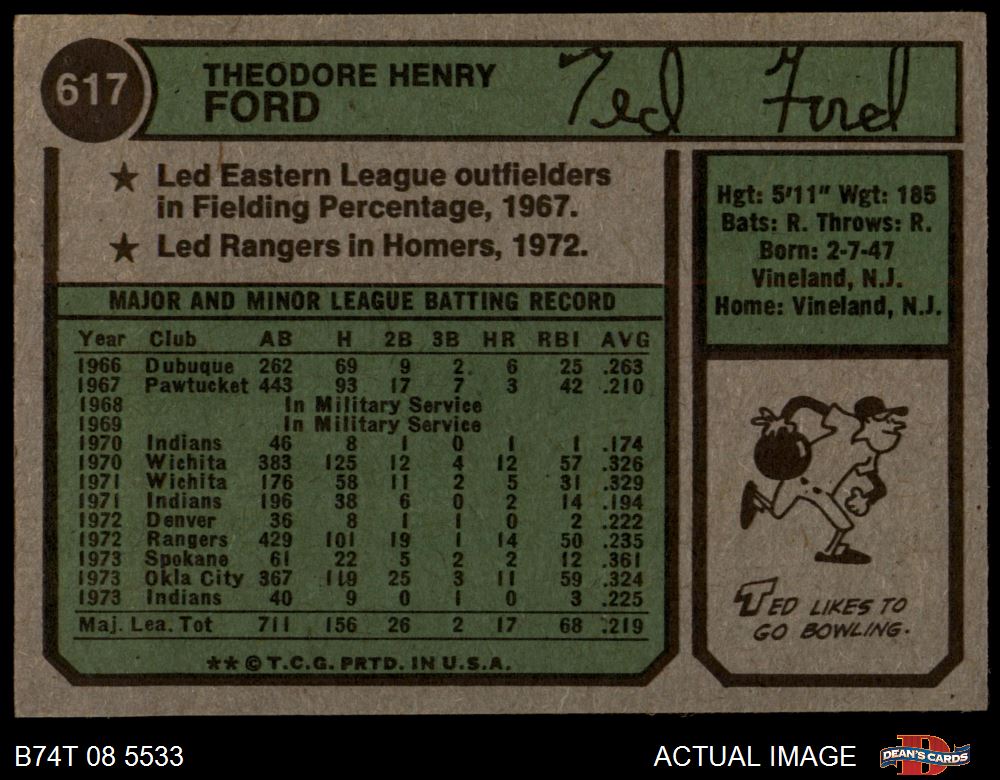 617
THEODORE HENRY
FORD
Ted Ford
★ Led Eastern League outfielders
in Fielding Percentage, 1967.
★ Led Rangers in Homers, 1972.
MAJOR AND MINOR LEAGUE BATTING RECORD
Year Club AB H 2B 3B HR RBI AVG
1966 Dubuque 262 69 9 2 6 25 .263
1967 Pawtucket 443 93 17 7 3 42 .210
1968 In Military Service
1969 In Military Service
1970 Indians 46 8 1 0 1 1 .174
1970 Wichita 383 125 12 4 12 57 .326
1971 Wichita 176 58 11 2 5 31 .329
1971 Indians 196 38 6 0 2 14 .194
1972 Denver 36 8 1 1 0 2 .222
1972 Rangers 429 101 19 1 14 50 .235
1973 Spokane 61 22 5 2 2 12 .361
1973 Okla City 367 119 25 3 11 59 .324
1973 Indians 40 9 0 1 0 3 .225
Maj. Lea. Tot 711 156 26 2 17 68 .219
** © T.C.G. PRTD. IN U.S.A.
Hgt: 5'11" Wgt: 185
Bats: R. Throws: R.
Born: 2-7-47
Vineland, N.J.
Home: Vineland, N.J.
TED LIKES TO
GO BOWLING.
B74T 08 5533
ACTUAL IMAGE
DEAN'S CARDS